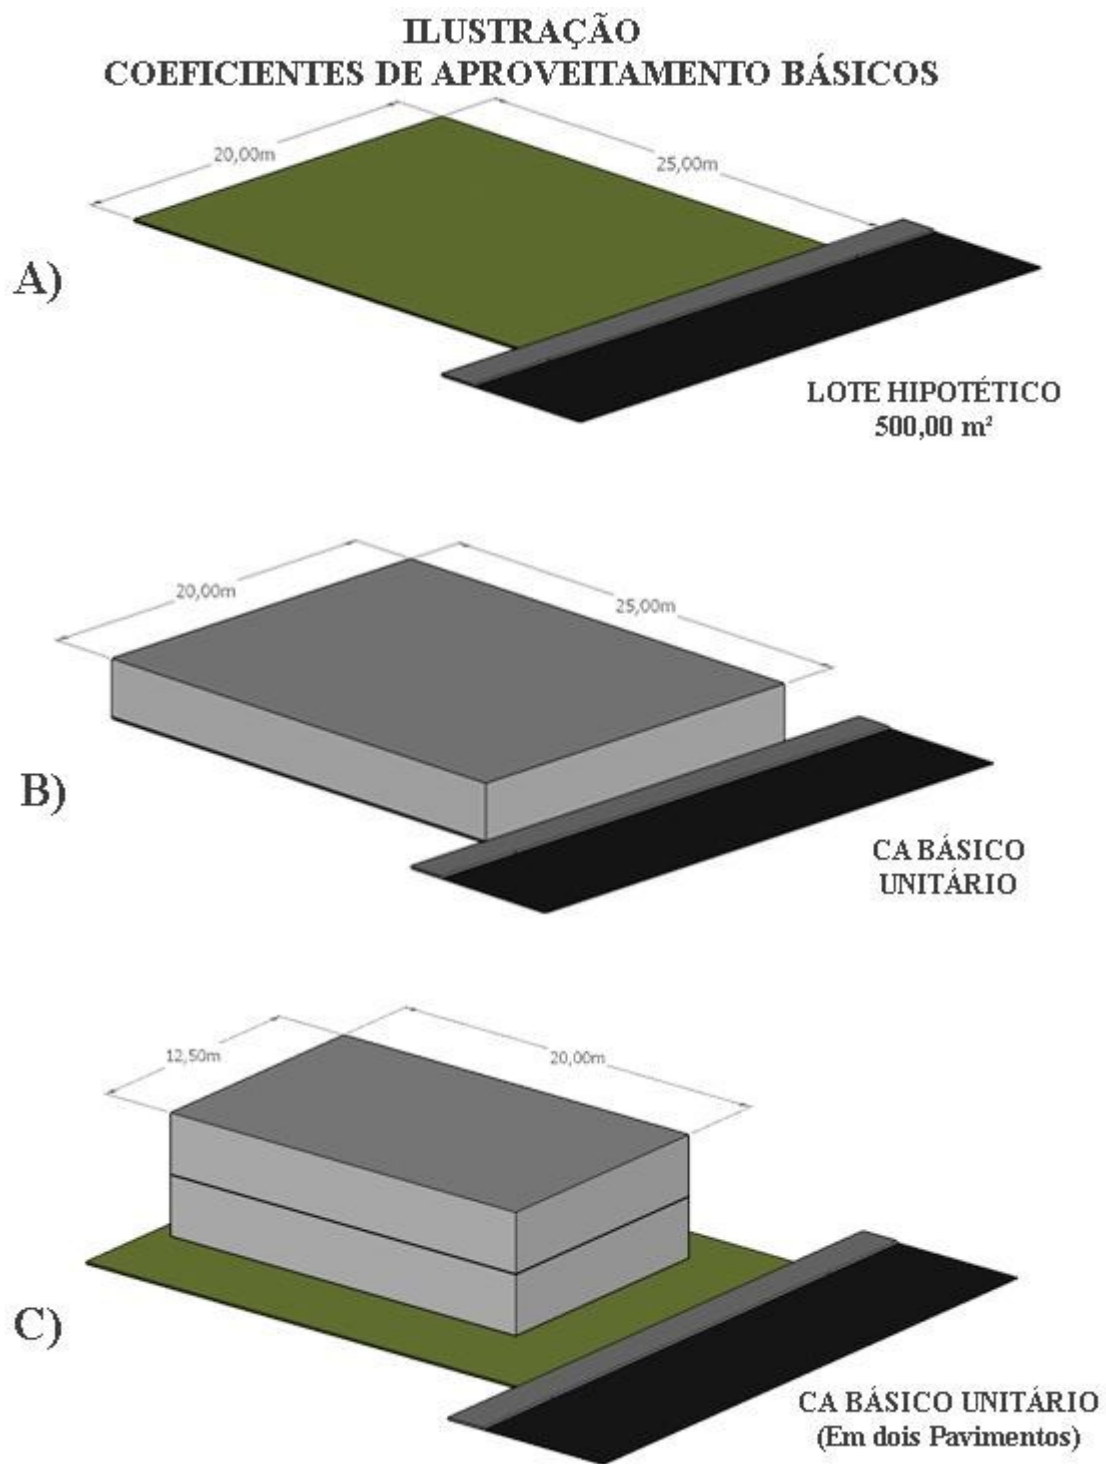 ILUSTRAÇÃO
COEFICIENTES DE APROVEITAMENTO BÁSICOS
20,00m
25,00m
A)
LOTE HIPOTÉTICO
500,00 m²
20,00m
25,00m
B)
CA BÁSICO
UNITÁRIO
12,50m
20,00m
C)
CA BÁSICO UNITÁRIO
(Em dois Pavimentos)